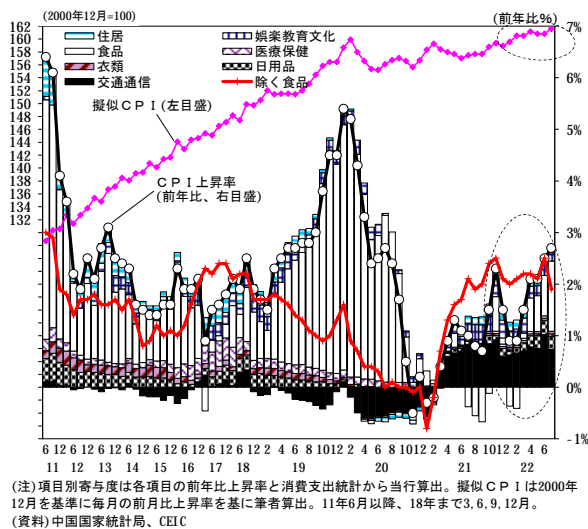 (2000年12月=100)
(前年比%)
住居
娯楽教育文化
食品
医療保健
衣類
日用品
交通通信
除く食品
擬似CPI(左目盛)
CPI上昇率
(前年比、右目盛)
162
160
158
156
154
152
150
148
146
144
142
140
138
136
134
132
7%
6%
5%
4%
3%
2%
1%
0%
-1%
6 12 6 12 6 12 6 12 6 12 6 12 6 12 6 12 2 4 6 8 10 12 2 4 6 8 10 12 2 4 6 8 10 12 2 4 6
11 12 13 14 15 16 17 18 19 20 21 22
(注)項目別寄与度は各項目の前年比上昇率と消費支出統計から当行算出。擬似CPIは2000年
12月を基準に毎月の前月比上昇率を基に筆者算出。11年6月以降、18年まで3,6,9,12月。
(資料)中国国家統計局、CEIC